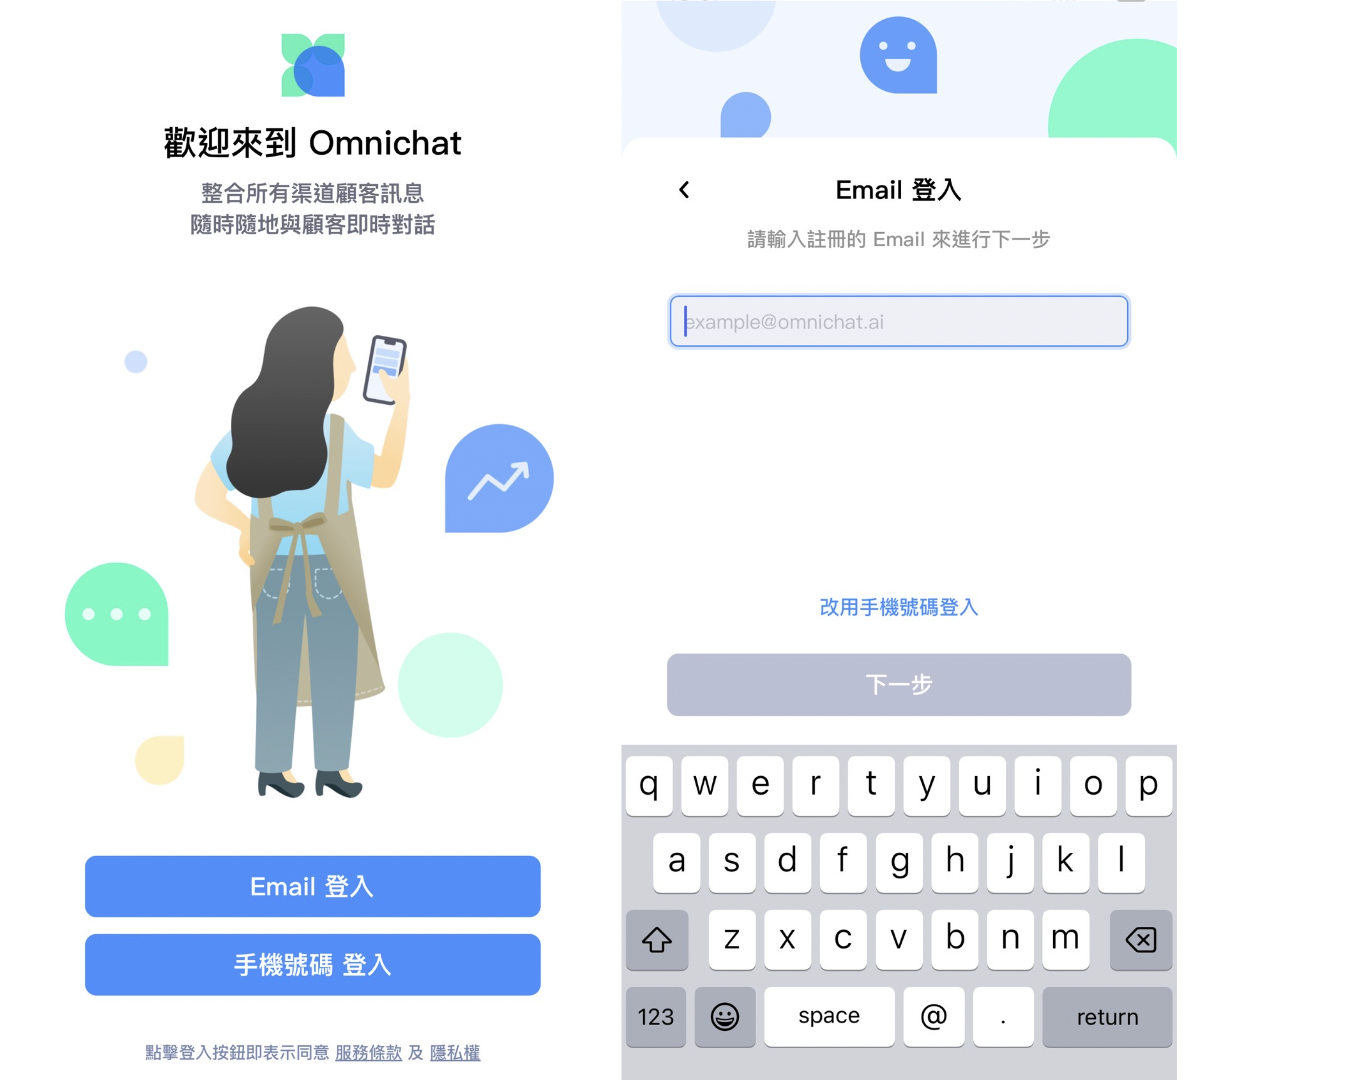 歡迎來到 Omnichat
整合所有渠道顧客訊息
隨時隨地與顧客即時對話
Email 登入
手機號碼 登入
點擊登入按鈕即表示同意 服務條款 及 隱私權
Email 登入
請輸入註冊的 Email 來進行下一步
example@omnichat.ai
改用手機號碼登入
下一步
q w e r t y u i o p
a s d f g h j k l
z x c v b n m
123 space @ . return